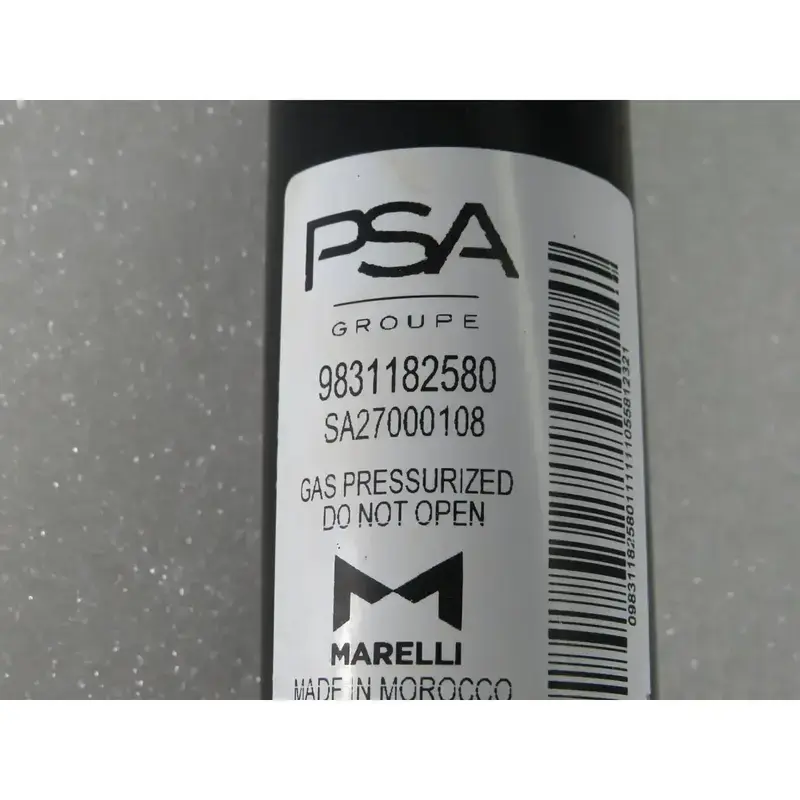 PSA
GROUPE
9831182580
SA27000108
GAS PRESSURIZED
DO NOT OPEN
MARELLI
MADE IN MOROCCO